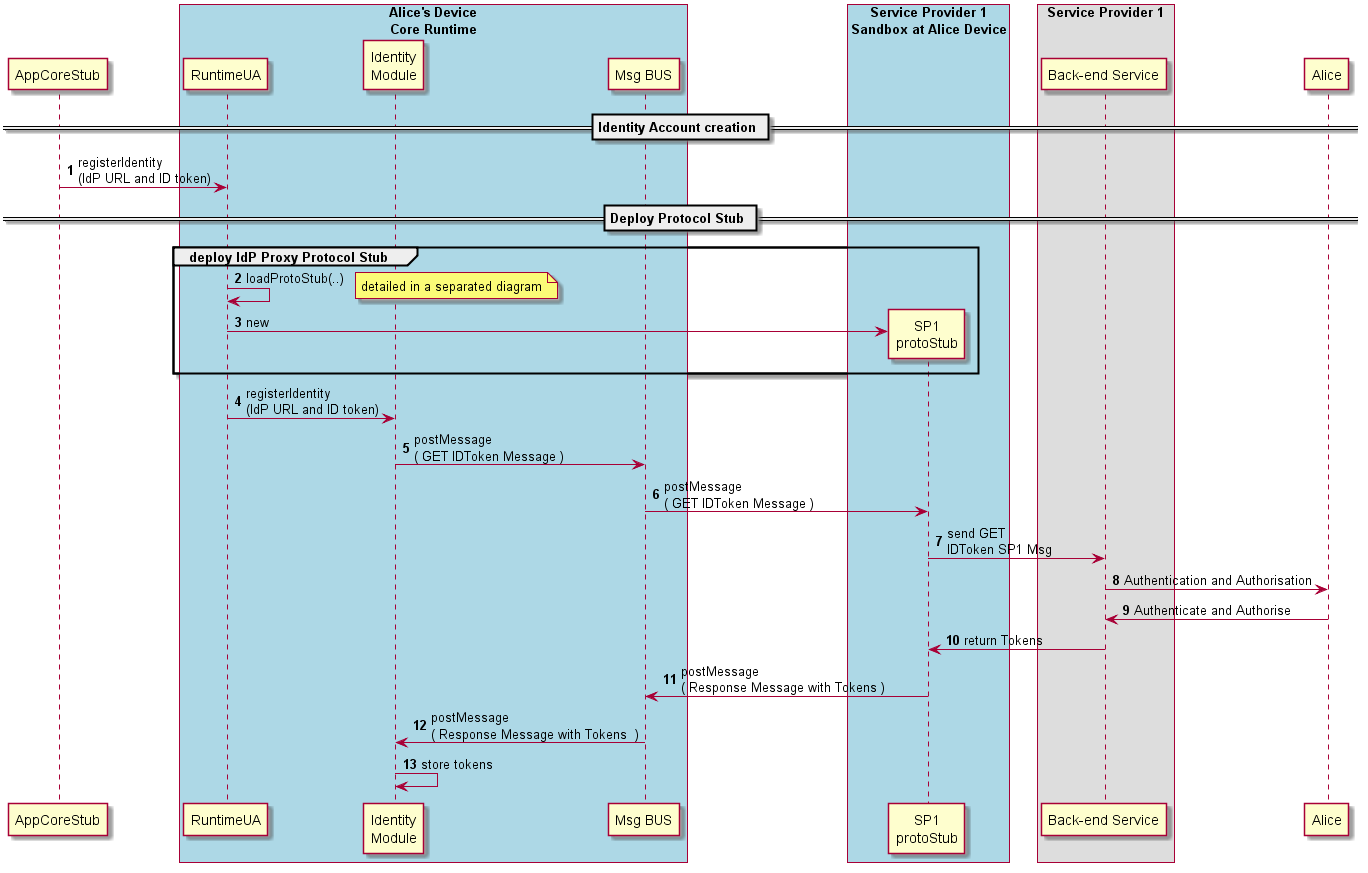 Alice's Device
Core Runtime
Service Provider 1
Sandbox at Alice Device
Service Provider 1
AppCoreStub
RuntimeUA
Identity
Module
Msg BUS
Back-end Service
Alice
Identity Account creation
1 registerIdentity
(IdP URL and ID token)
Deploy Protocol Stub
deploy IdP Proxy Protocol Stub
2 loadProtoStub(..)
detailed in a separated diagram
3 new
SP1
protoStub
4 registerIdentity
(IdP URL and ID token)
5 postMessage
( GET IDToken Message )
6 postMessage
( GET IDToken Message )
7 send GET
IDToken SP1 Msg
8 Authentication and Authorisation
9 Authenticate and Authorise
10 return Tokens
11 postMessage
( Response Message with Tokens )
12 postMessage
( Response Message with Tokens )
13 store tokens
AppCoreStub
RuntimeUA
Identity
Module
Msg BUS
SP1
protoStub
Back-end Service
Alice